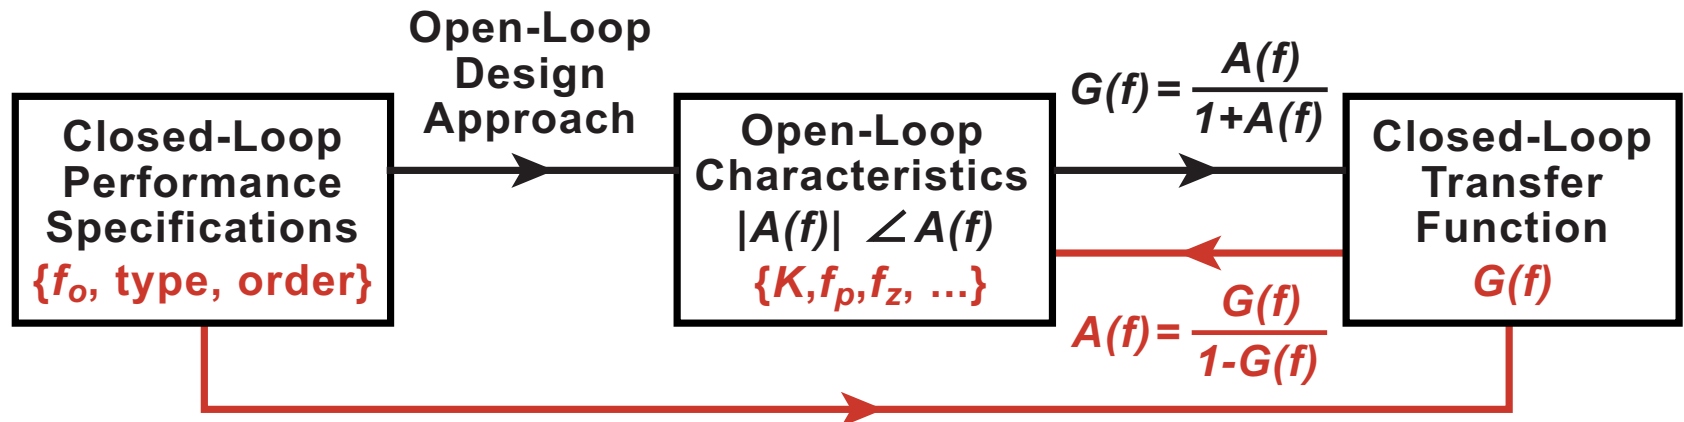 Open-Loop
Design
Approach
Closed-Loop
Performance
Specifications
{fo, type, order}
Open-Loop
Characteristics
|A(f)| ∠A(f)
{K,fp,fz, ...}
G(f) = A(f)
1+A(f)
A(f) = G(f)
1-G(f)
Closed-Loop
Transfer
Function
G(f)